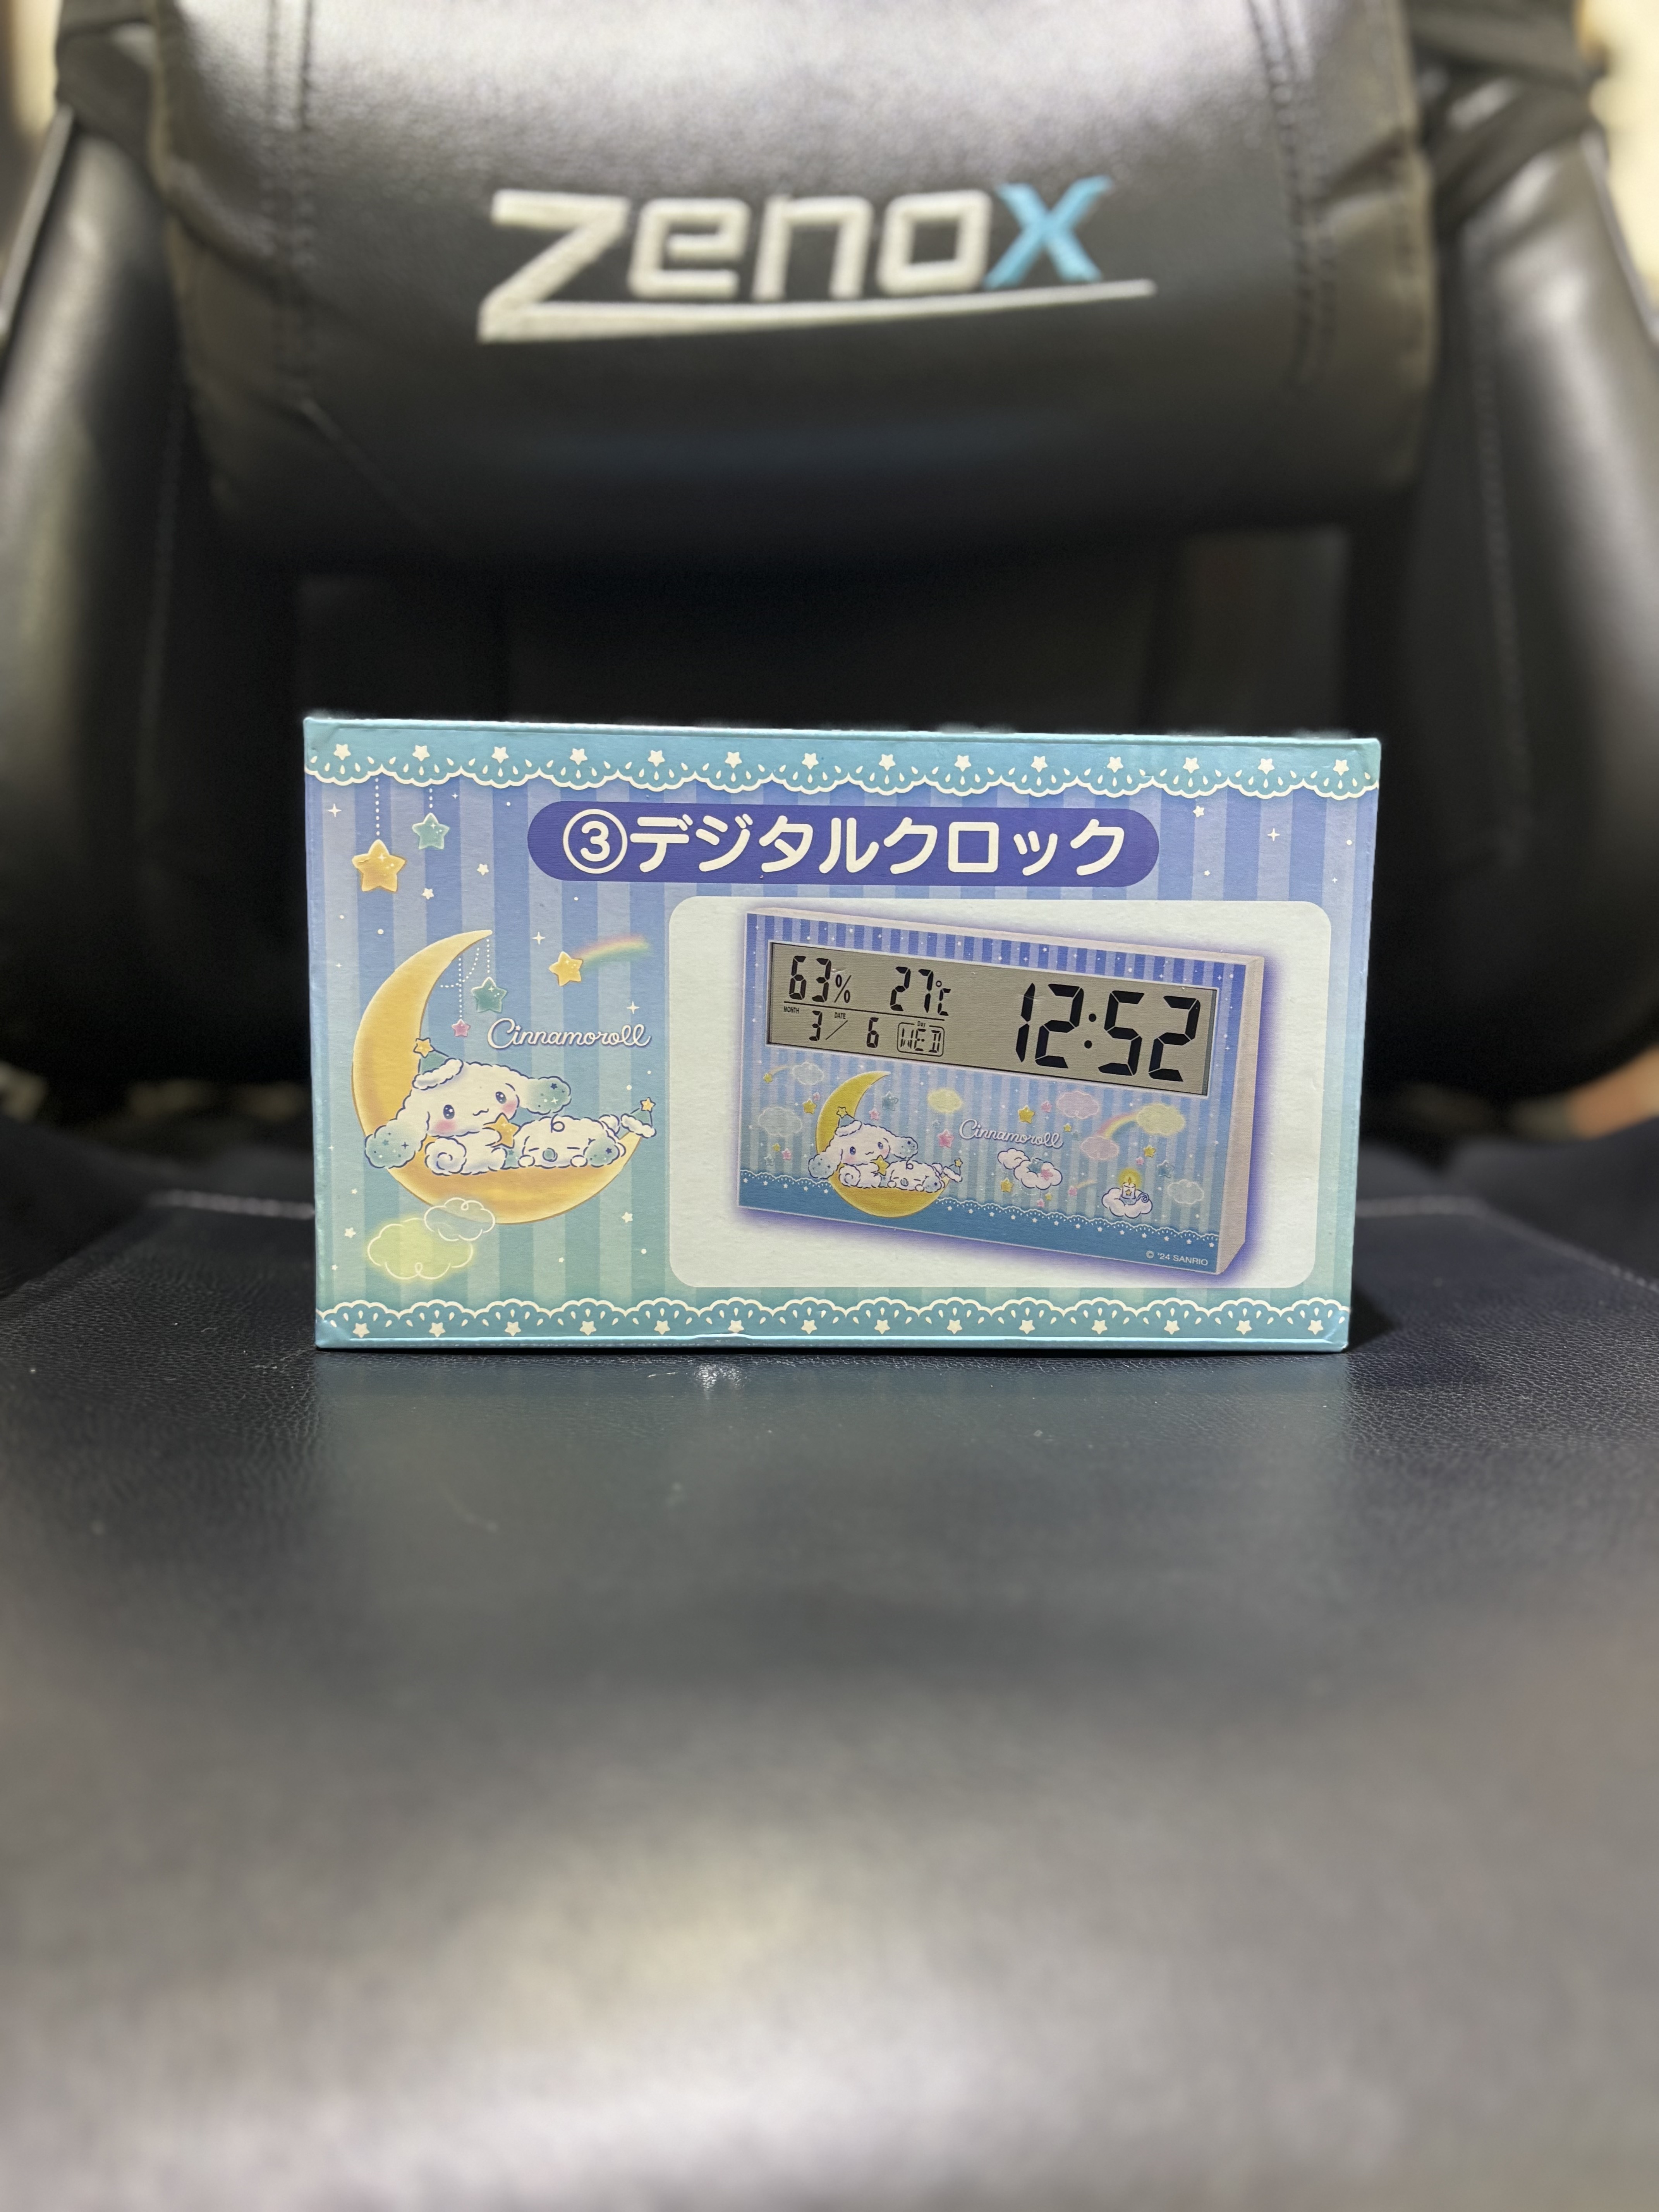 zenox
③デジタルクロック
Cinnamoroll
63% 27℃
12:52
MONTH DATE DAY
3/6 WED
Cinnamoroll
© '24 SANRIO